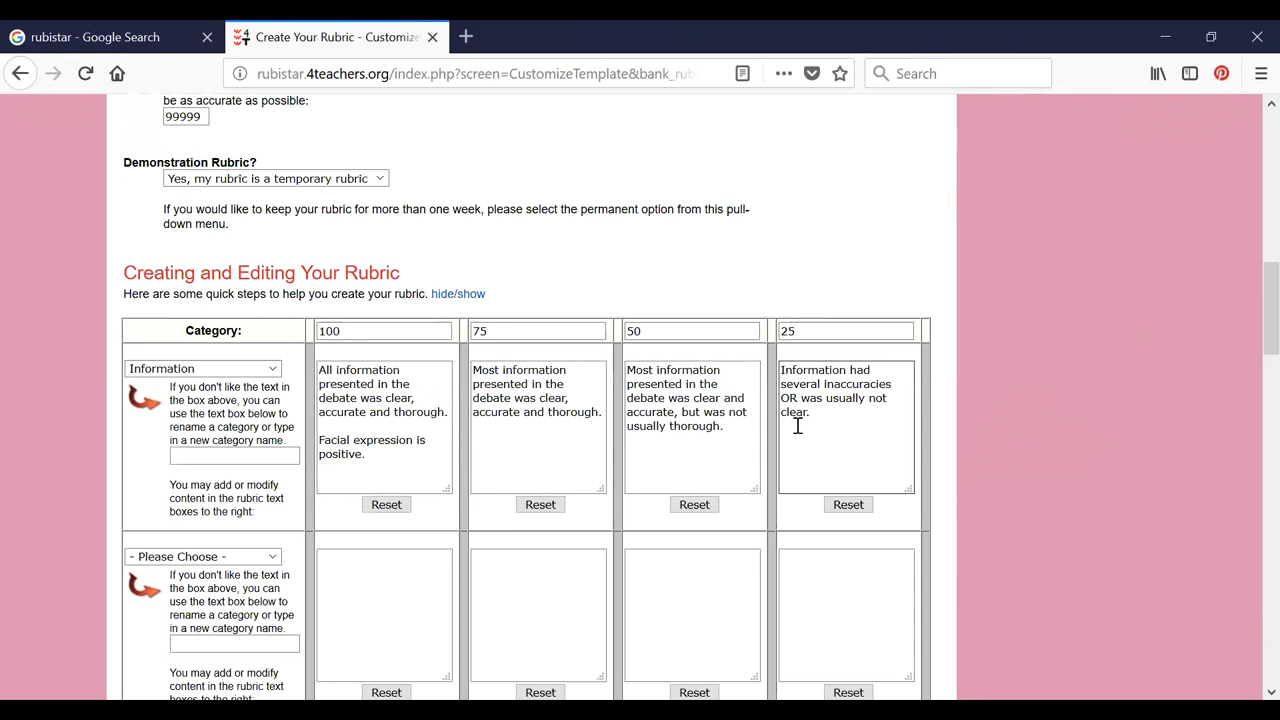 rubistar - Google Search
Create Your Rubric - Customize
rubistar.4teachers.org/index.php?screen=CustomizeTemplate&bank_rub
Search
be as accurate as possible:
99999
Demonstration Rubric?
Yes, my rubric is a temporary rubric
If you would like to keep your rubric for more than one week, please select the permanent option from this pull-
down menu.
Creating and Editing Your Rubric
Here are some quick steps to help you create your rubric. hide/show
Category:
100
75
50
25
Information
If you don't like the text in
the box above, you can
use the text box below to
rename a category or type
in a new category name.
You may add or modify
content in the rubric text
boxes to the right:
All information
presented in the
debate was clear,
accurate and thorough.
Facial expression is
positive.
Reset
Most information
presented in the
debate was clear,
accurate and thorough.
Reset
Most information
presented in the
debate was clear and
accurate, but was not
usually thorough.
Reset
Information had
several inaccuracies
OR was usually not
clear.
Reset
- Please Choose -
If you don't like the text in
the box above, you can
use the text box below to
rename a category or type
in a new category name.
You may add or modify
content in the rubric text
boxes to the right:
Reset
Reset
Reset
Reset